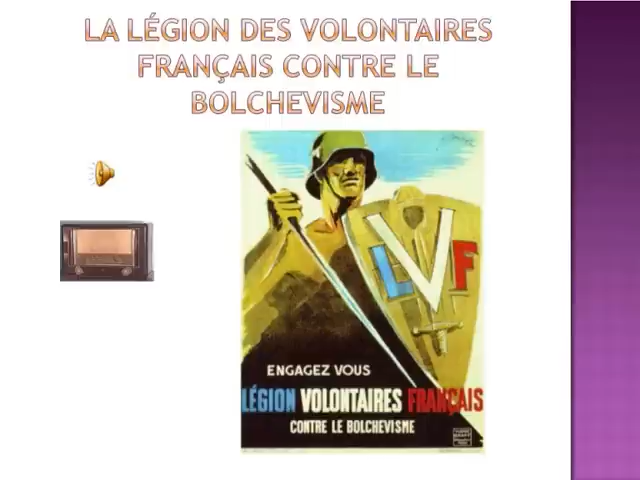 LA LÉGION DES VOLONTAIRES
FRANÇAIS CONTRE LE
BOLCHEVISME
LVF
ENGAGEZ VOUS
LÉGION VOLONTAIRES FRANÇAIS
CONTRE LE BOLCHEVISME